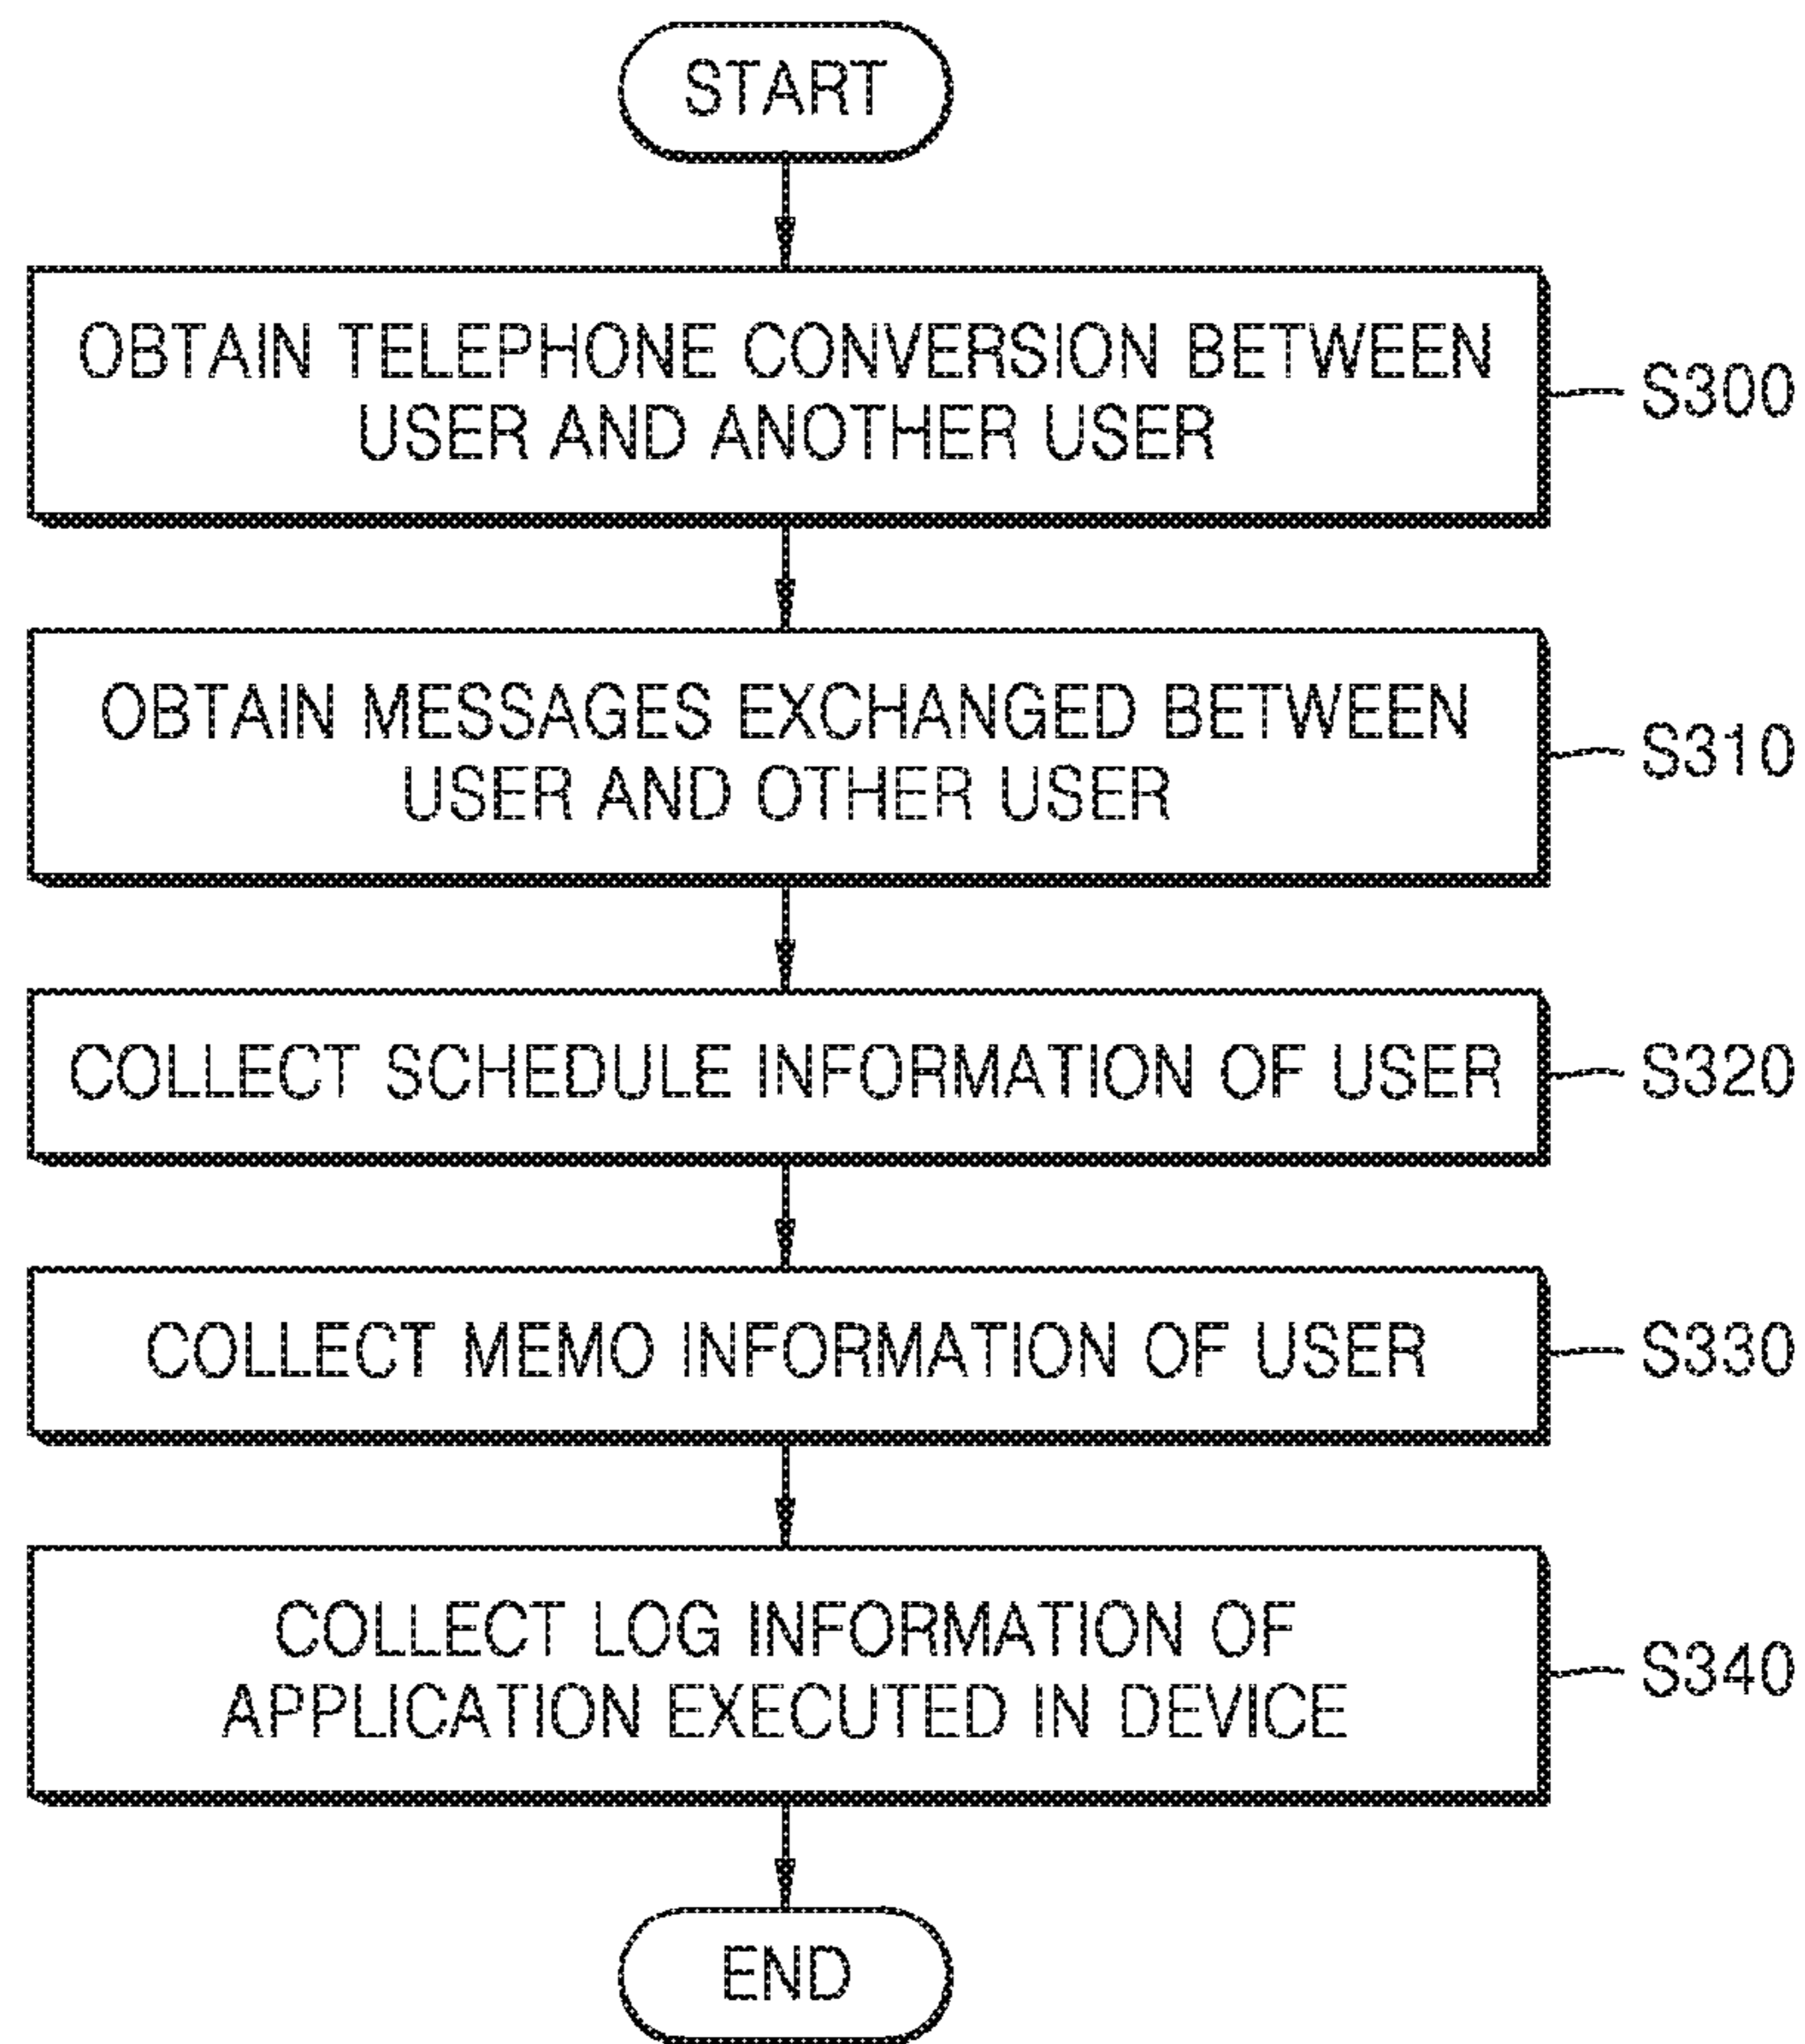 START
OBTAIN TELEPHONE CONVERSION BETWEEN
USER AND ANOTHER USER
S300
OBTAIN MESSAGES EXCHANGED BETWEEN
USER AND OTHER USER
S310
COLLECT SCHEDULE INFORMATION OF USER
S320
COLLECT MEMO INFORMATION OF USER
S330
COLLECT LOG INFORMATION OF
APPLICATION EXECUTED IN DEVICE
S340
END